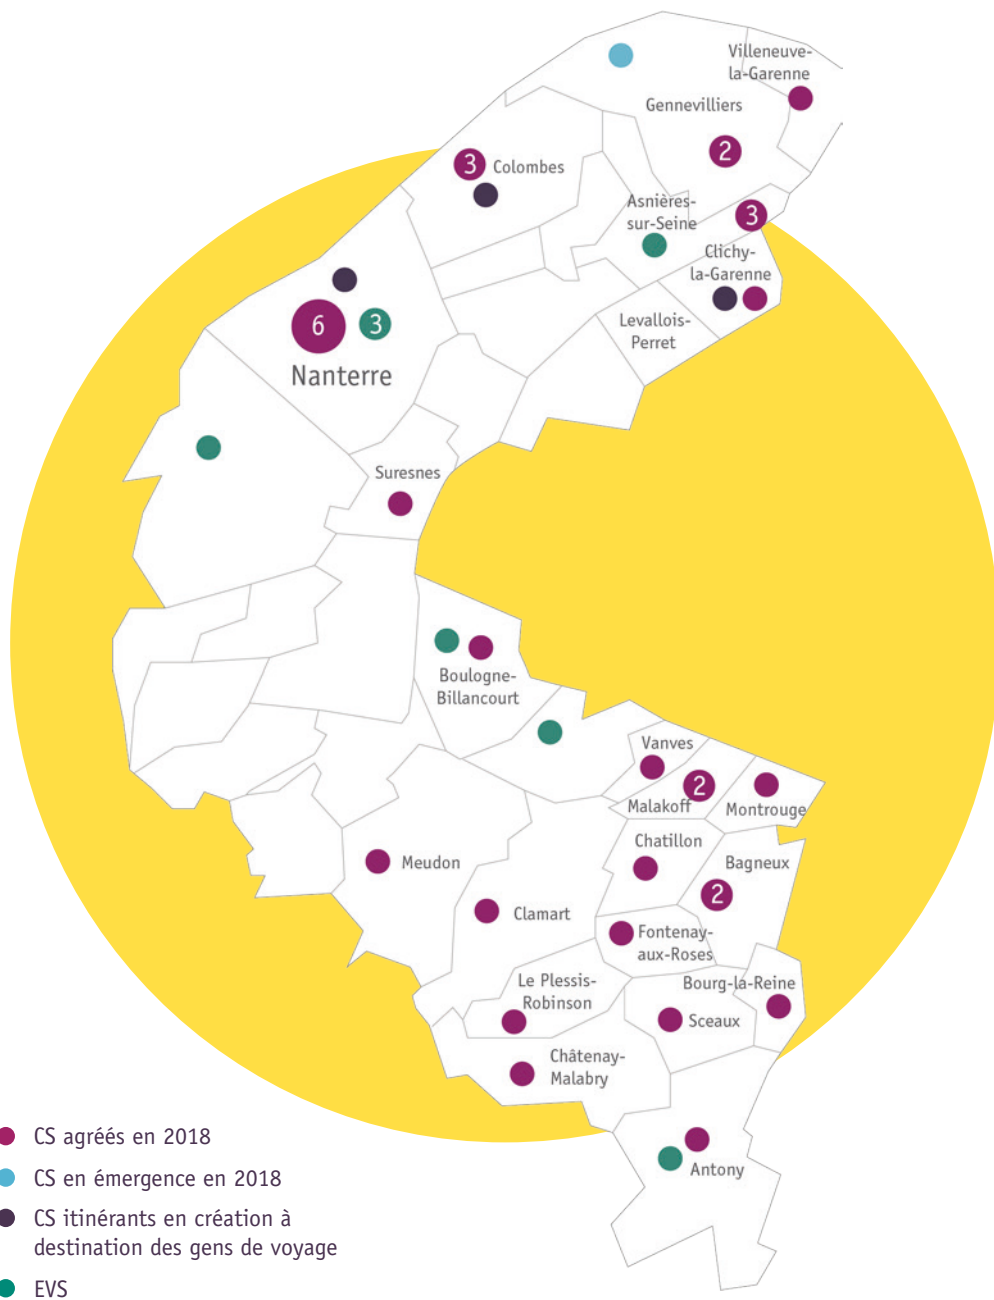 Villeneuve-
la-Garenne
Gennevilliers
2
3
Colombes
Asnières-
sur-Seine
3
Clichy-
la-Garenne
6
3
Nanterre
Levallois-
Perret
Suresnes
Boulogne-
Billancourt
Vanves
2
Malakoff
Montrouge
Chatillon
Bagneux
2
Meudon
Clamart
Fontenay-
aux-Roses
Le Plessis-
Robinson
Bourg-la-Reine
Sceaux
Châtenay-
Malabry
Antony
CS agréés en 2018
CS en émergence en 2018
CS itinérants en création à
destination des gens de voyage
EVS